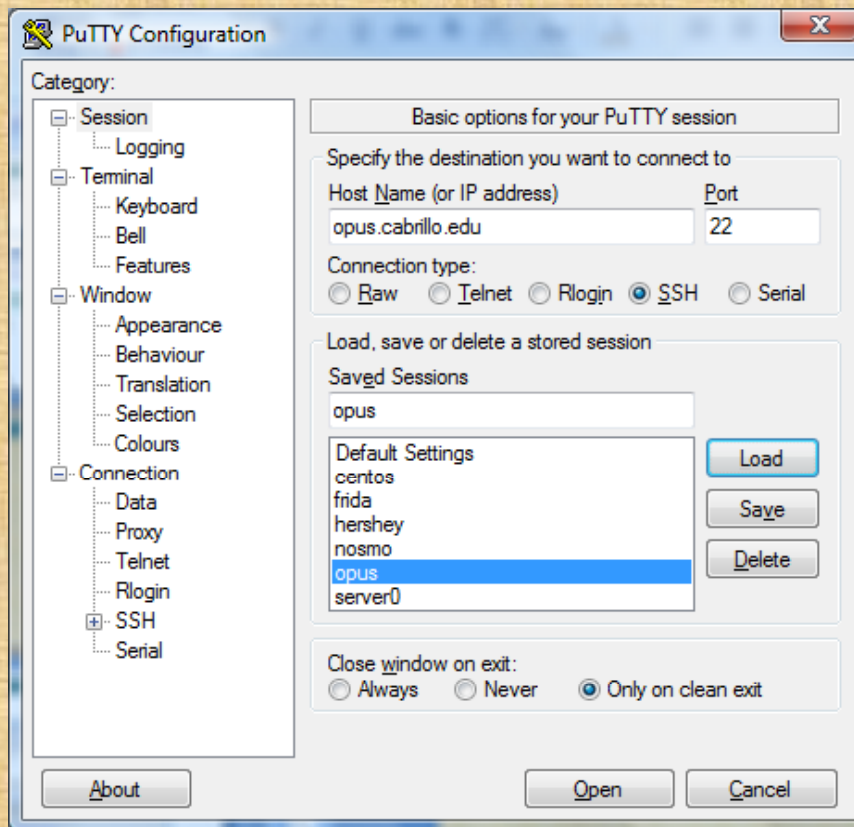 PuTTY Configuration
Category:
Session
Logging
Terminal
Keyboard
Bell
Features
Window
Appearance
Behaviour
Translation
Selection
Colours
Connection
Data
Proxy
Telnet
Rlogin
SSH
Serial
Basic options for your PuTTY session
Specify the destination you want to connect to
Host Name (or IP address) Port
opus.cabrillo.edu 22
Connection type:
Raw Telnet Rlogin SSH Serial
Load, save or delete a stored session
Saved Sessions
opus
Default Settings
centos
frida
hershey
nosmo
opus
server0
Load
Save
Delete
Close window on exit:
Always Never Only on clean exit
About Open Cancel